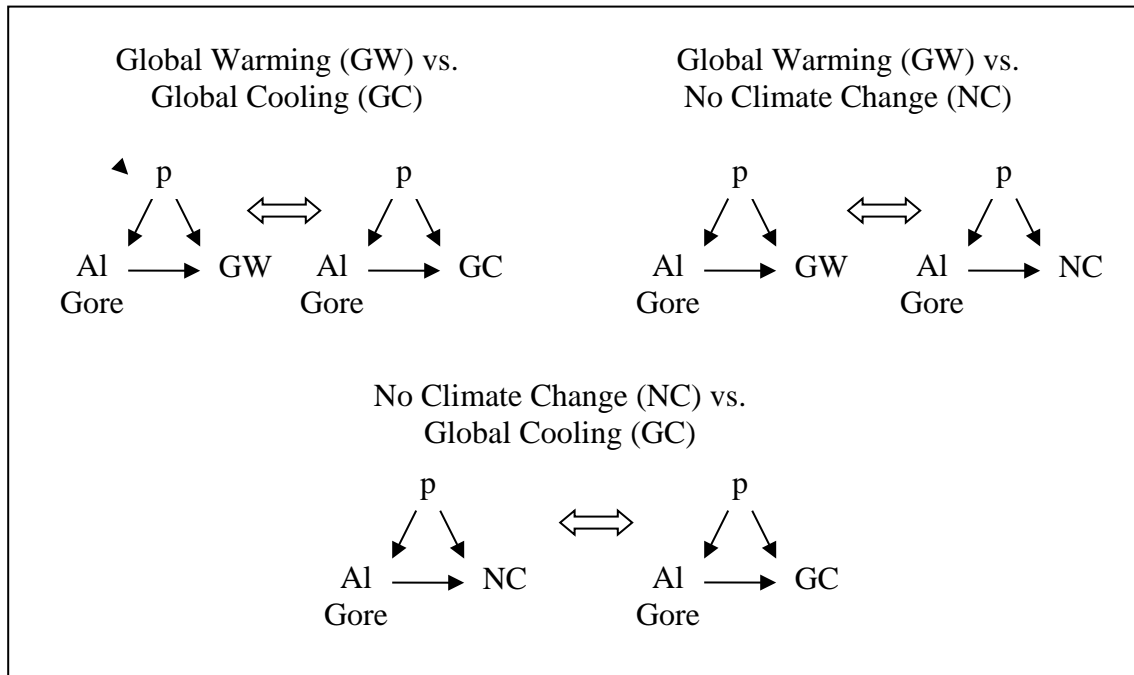 Global Warming (GW) vs.
Global Cooling (GC)
Global Warming (GW) vs.
No Climate Change (NC)
p
p
Al
Gore
GW
Al
Gore
GC
p
p
Al
Gore
GW
Al
Gore
NC
No Climate Change (NC) vs.
Global Cooling (GC)
p
p
Al
Gore
NC
Al
Gore
GC